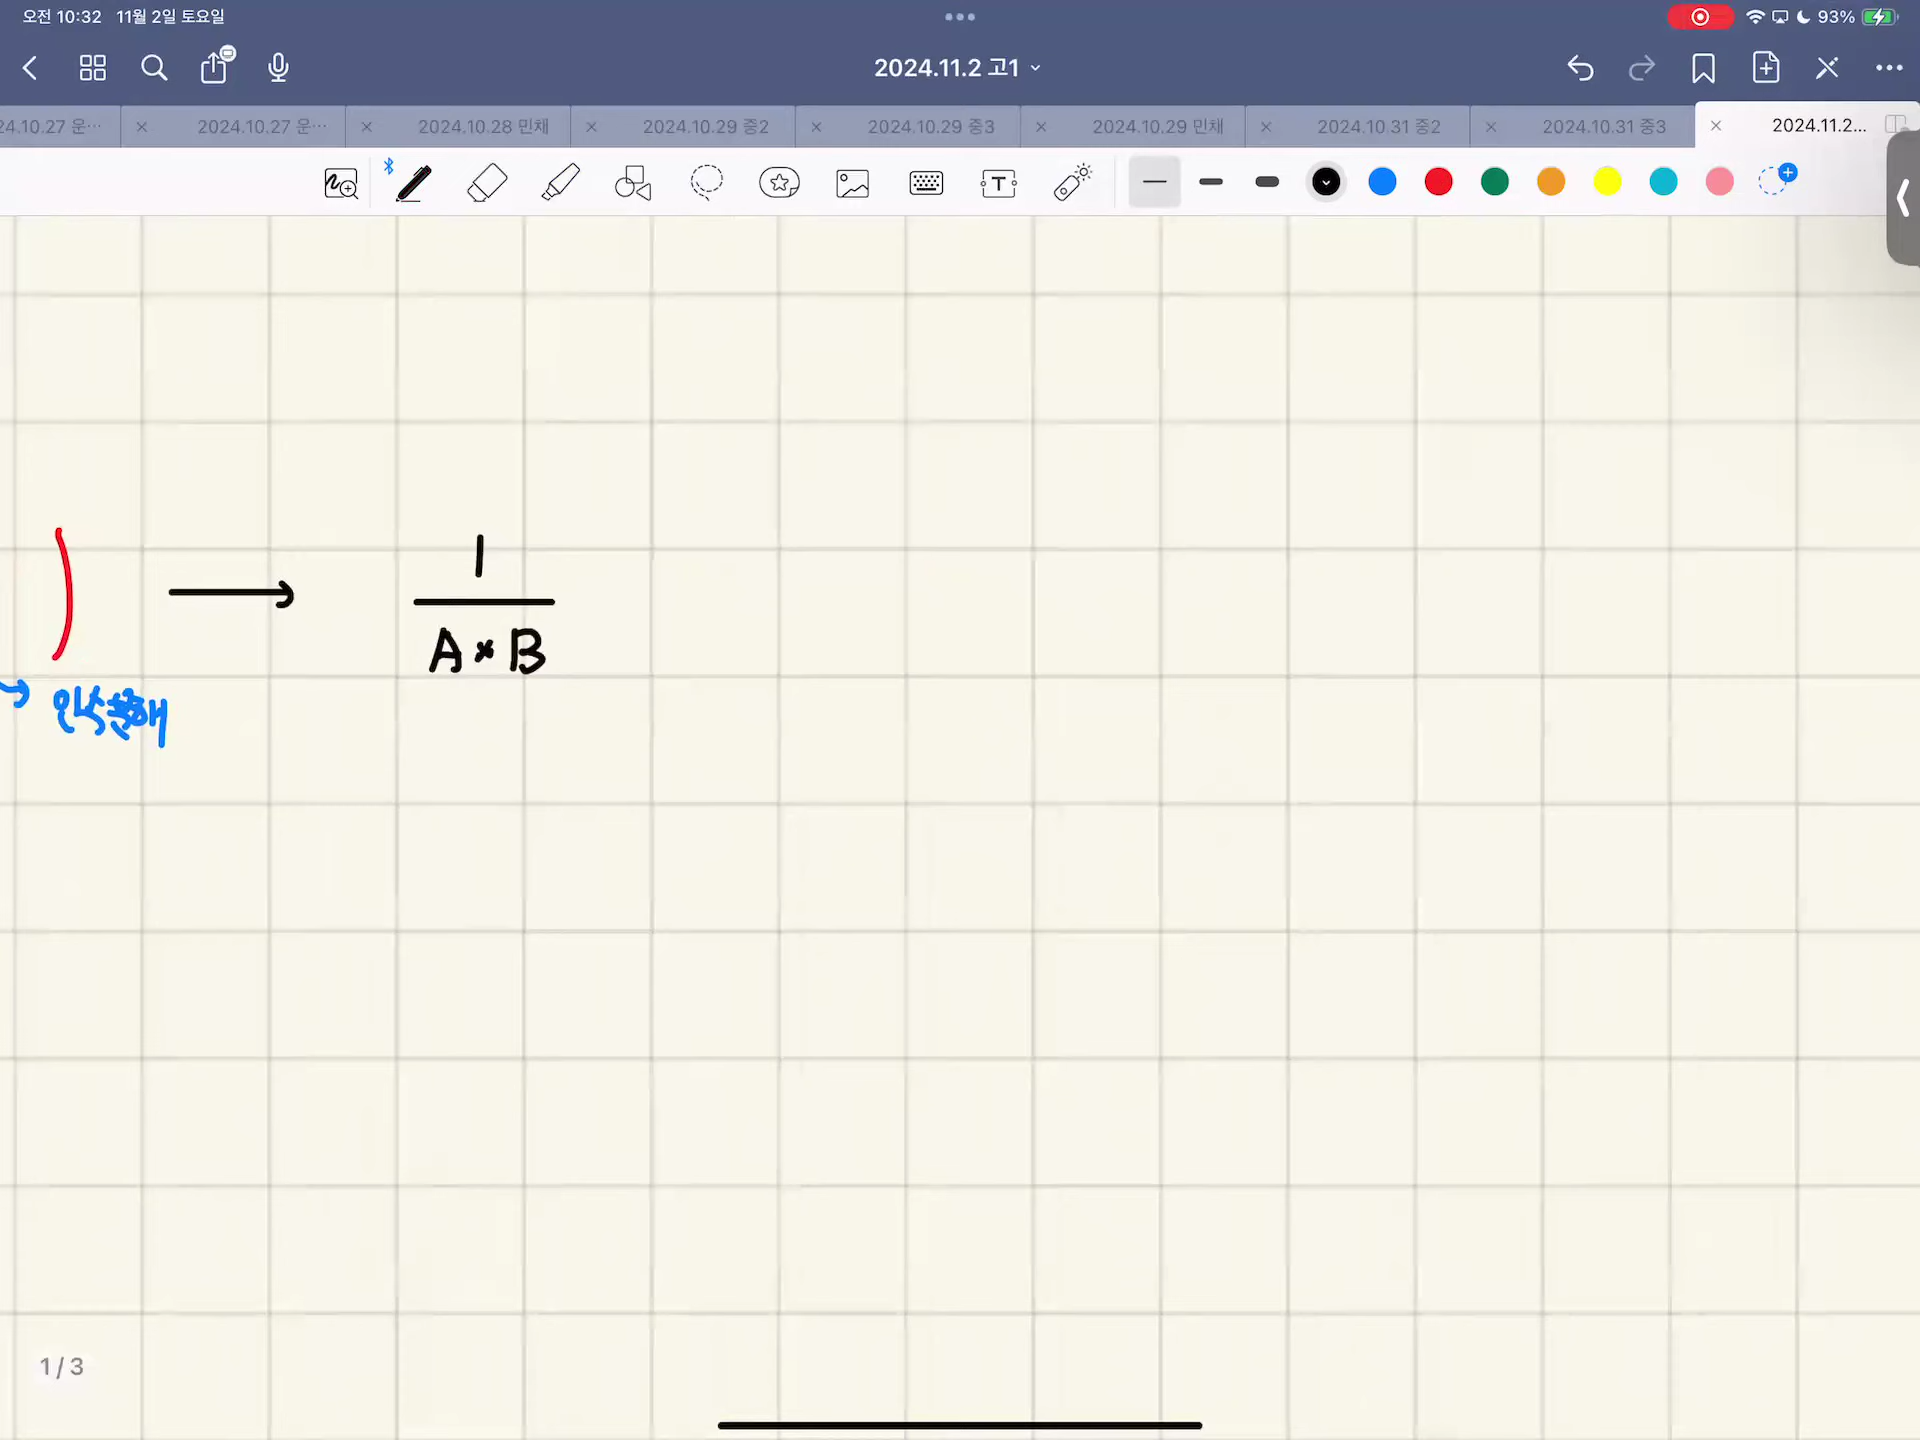 오전 10:32 11월 2일 토요일
93%
2024.11.2 고1
24.10.27 운…
2024.10.27 운…
2024.10.28 민채
2024.10.29 중2
2024.10.29 중3
2024.10.29 민채
2024.10.31 중2
2024.10.31 중3
2024.11.2...
T
) → 1
A × B
→ 인수분해
1 / 3